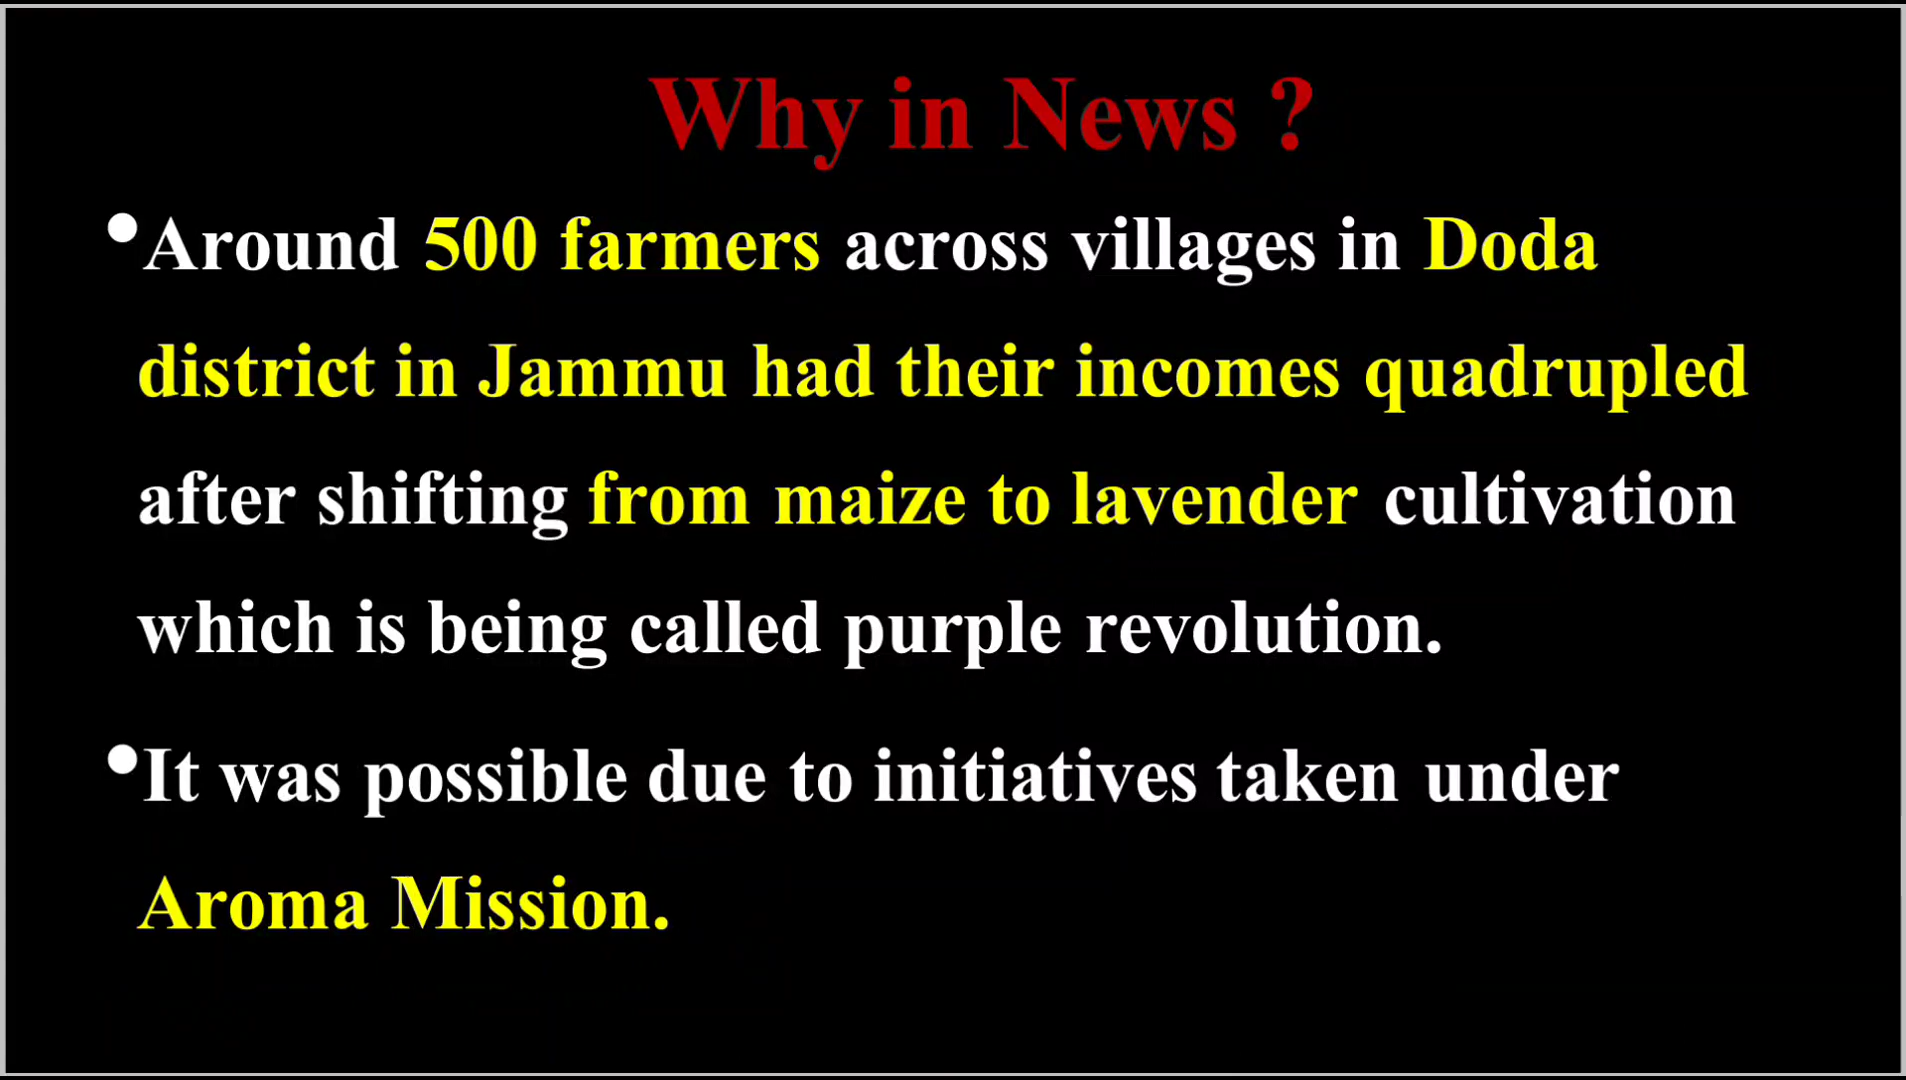 Why in News ?
•Around 500 farmers across villages in Doda
district in Jammu had their incomes quadrupled
after shifting from maize to lavender cultivation
which is being called purple revolution.
•It was possible due to initiatives taken under
Aroma Mission.